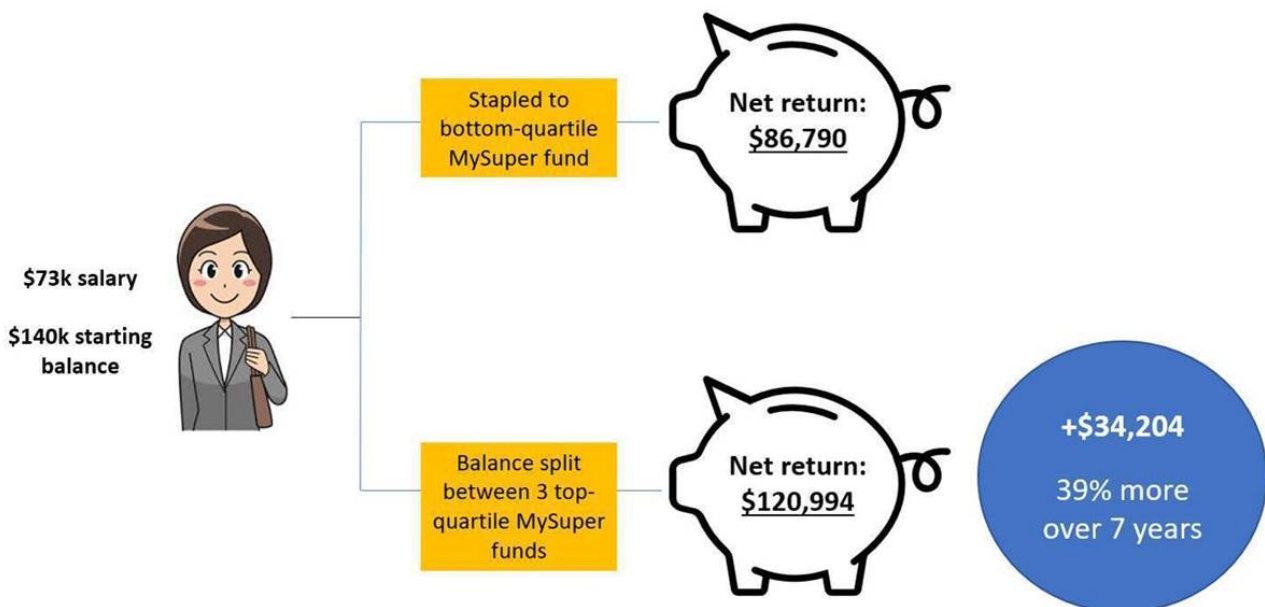 $73k salary
$140k starting
balance
Stapled to
bottom-quartile
MySuper fund
Net return:
$86,790
Balance split
between 3 top-
quartile MySuper
funds
Net return:
$120,994
+$34,204
39% more
over 7 years